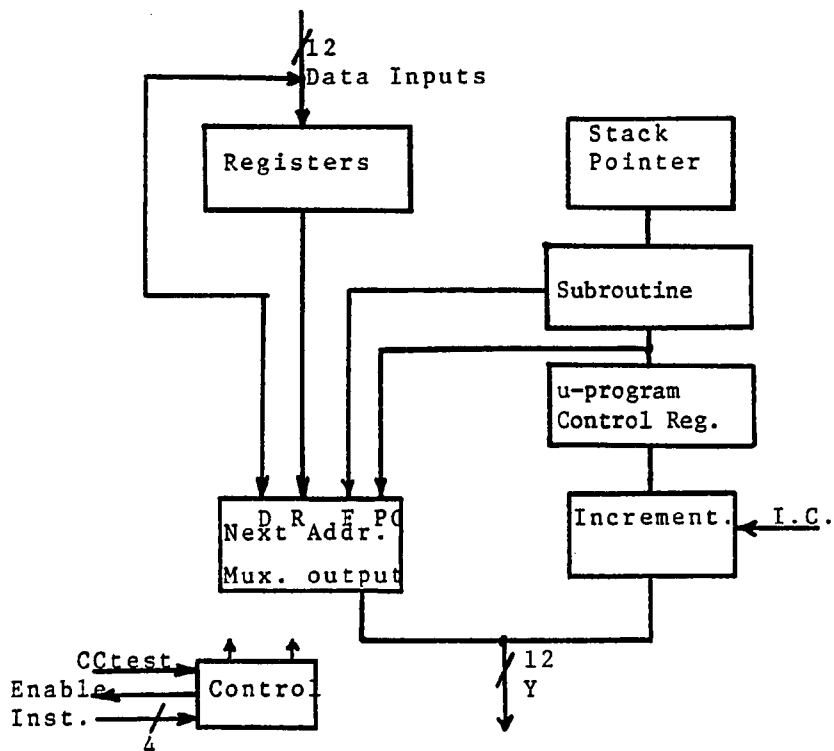 12
Data Inputs
Registers
Stack
Pointer
Subroutine
u-program
Control Reg.
D R F PC
Next Addr.
Mux. output
Increment.
I.C.
CCtest
Enable
Inst.
4
Control
12
Y